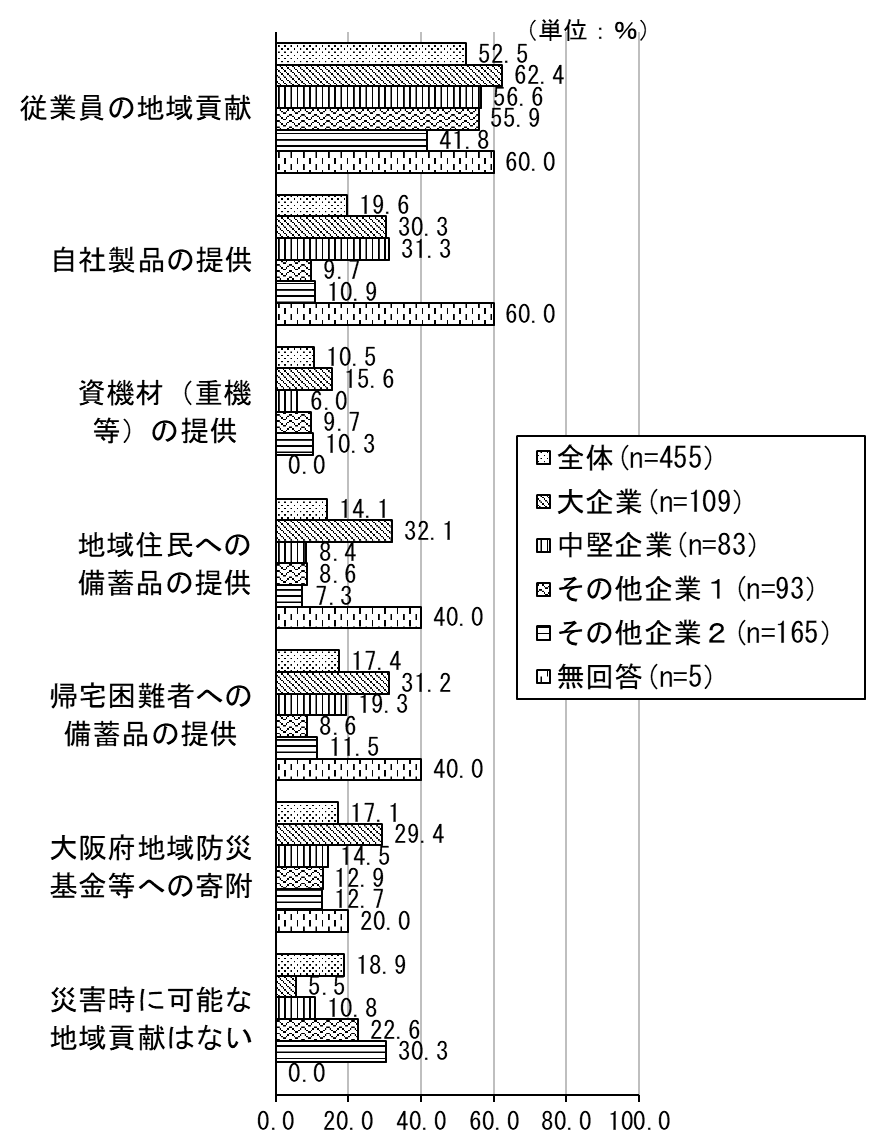 （単位：％）
従業員の地域貢献
52.5
62.4
56.6
55.9
41.8
60.0
自社製品の提供
19.6
30.3
31.3
9.7
10.9
60.0
資機材（重機
等）の提供
10.5
15.6
6.0
9.7
10.3
0.0
地域住民への
備蓄品の提供
14.1
32.1
8.4
8.6
7.3
40.0
帰宅困難者への
備蓄品の提供
17.4
31.2
19.3
8.6
11.5
40.0
大阪府地域防災
基金等への寄附
17.1
29.4
14.5
12.9
12.7
20.0
災害時に可能な
地域貢献はない
18.9
5.5
10.8
22.6
30.3
0.0
全体(n=455)
大企業(n=109)
中堅企業(n=83)
その他企業１(n=93)
その他企業２(n=165)
無回答(n=5)
0.0 20.0 40.0 60.0 80.0 100.0